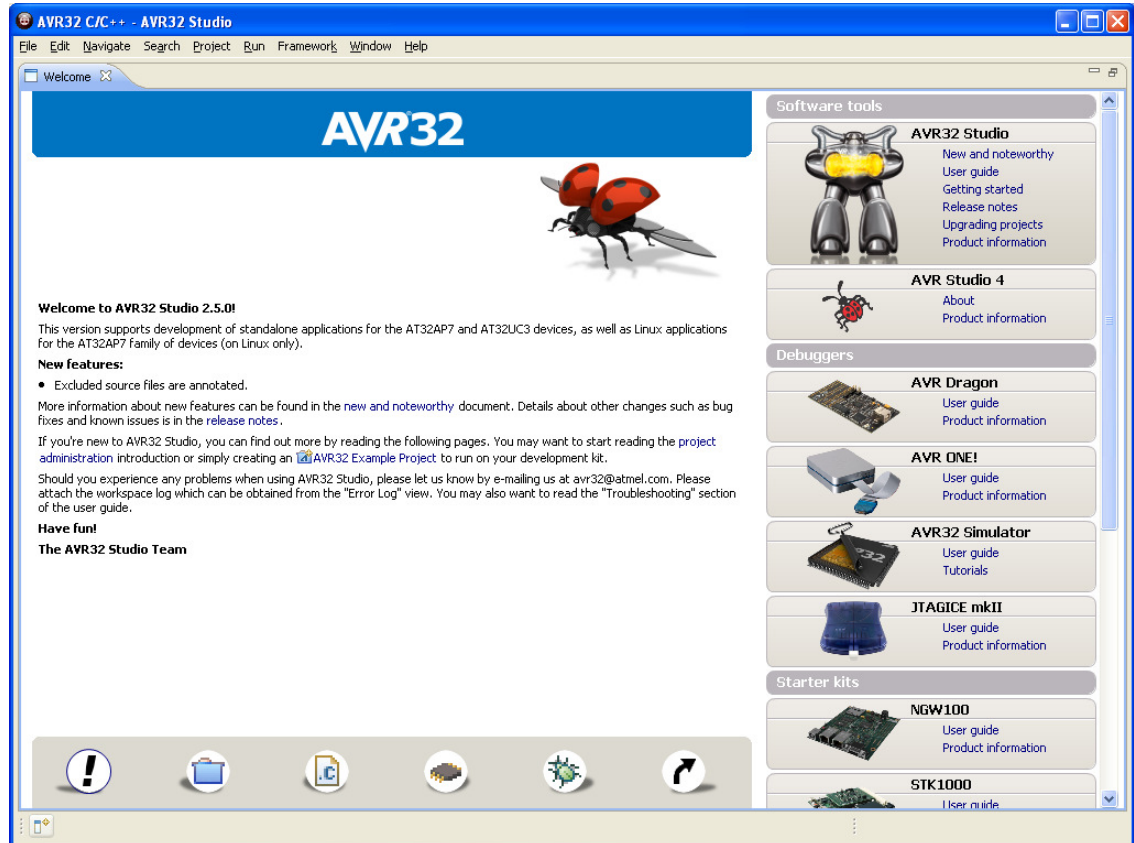 AVR32 C/C++ - AVR32 Studio
File Edit Navigate Search Project Run Framework Window Help
Welcome
AVR32
Welcome to AVR32 Studio 2.5.0!
This version supports development of standalone applications for the AT32AP7 and AT32UC3 devices, as well as Linux applications
for the AT32AP7 family of devices (on Linux only).
New features:
• Excluded source files are annotated.
More information about new features can be found in the new and noteworthy document. Details about other changes such as bug
fixes and known issues is in the release notes.
If you're new to AVR32 Studio, you can find out more by reading the following pages. You may want to start reading the project
administration introduction or simply creating an AVR32 Example Project to run on your development kit.
Should you experience any problems when using AVR32 Studio, please let us know by e-mailing us at avr32@atmel.com. Please
attach the workspace log which can be obtained from the "Error Log" view. You may also want to read the "Troubleshooting" section
of the user guide.
Have fun!
The AVR32 Studio Team
!
.c
Software tools
AVR32 Studio
New and noteworthy
User guide
Getting started
Release notes
Upgrading projects
Product information
AVR Studio 4
About
Product information
Debuggers
AVR Dragon
User guide
Product information
AVR ONE!
User guide
Product information
AVR32 Simulator
User guide
Tutorials
JTAGICE mkII
User guide
Product information
Starter kits
NGW100
User guide
Product information
STK1000
User guide